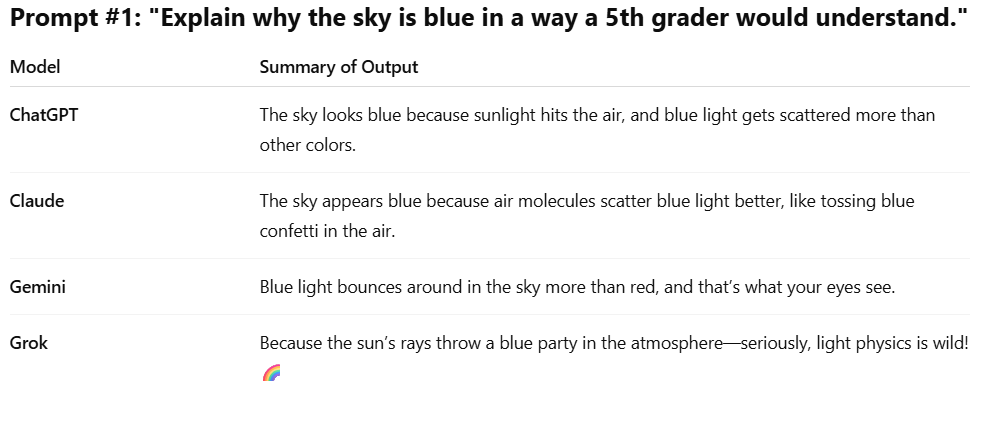 Prompt #1: "Explain why the sky is blue in a way a 5th grader would understand."
Model Summary of Output
ChatGPT The sky looks blue because sunlight hits the air, and blue light gets scattered more than
other colors.
Claude The sky appears blue because air molecules scatter blue light better, like tossing blue
confetti in the air.
Gemini Blue light bounces around in the sky more than red, and that’s what your eyes see.
Grok Because the sun’s rays throw a blue party in the atmosphere—seriously, light physics is wild!
🌈